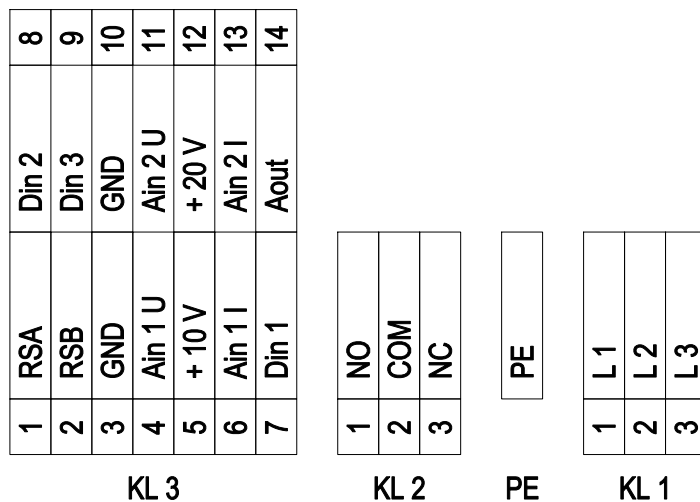 8 9 10 11 12 13 14
Din 2 Din 3 GND Ain 2 U + 20 V Ain 2 I Aout
RSA RSB GND Ain 1 U + 10 V Ain 1 I Din 1
1 2 3 4 5 6 7
KL 3
NO COM NC
1 2 3
KL 2
PE
PE
L 1 L 2 L 3
1 2 3
KL 1